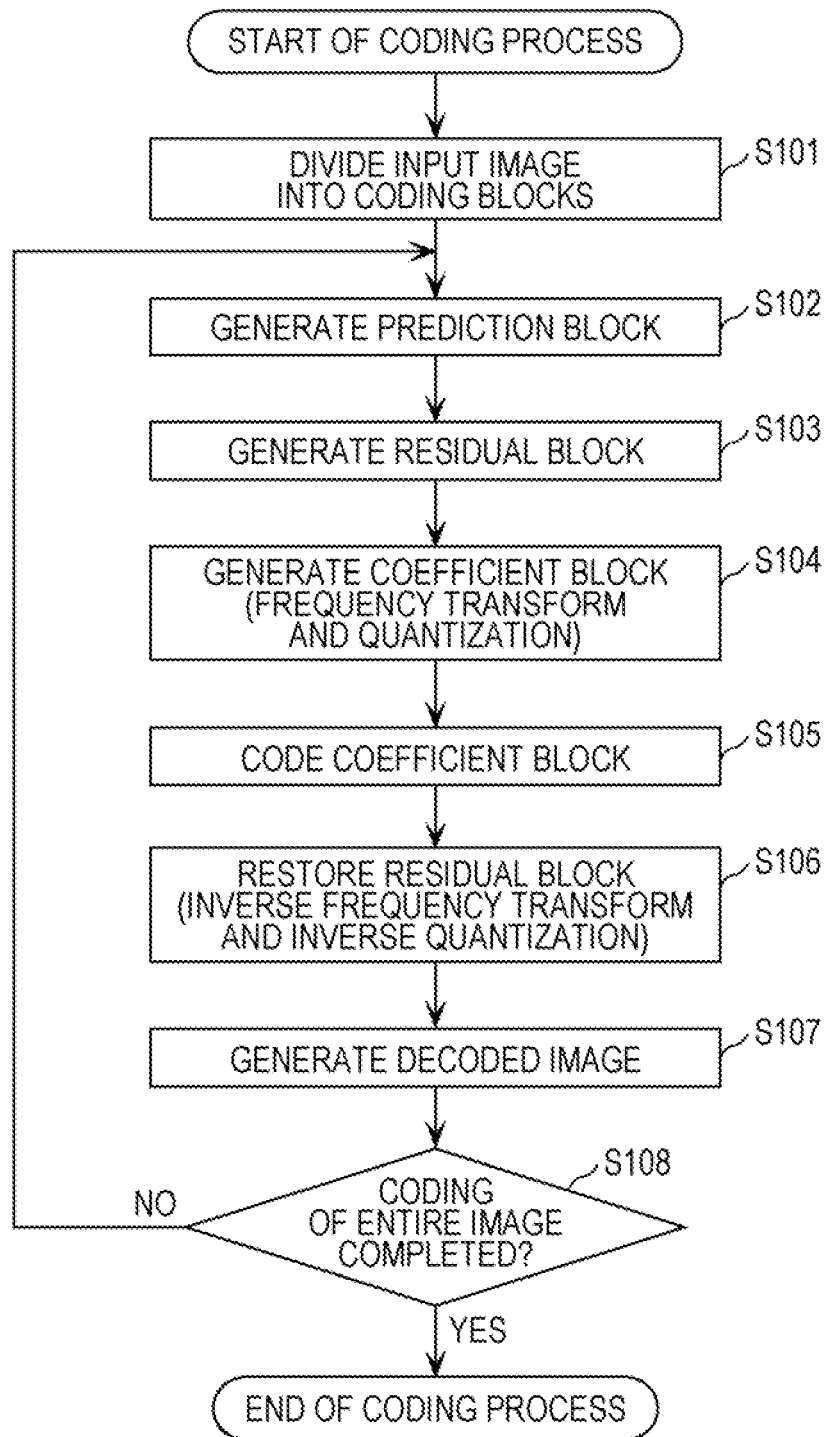 START OF CODING PROCESS
DIVIDE INPUT IMAGE
INTO CODING BLOCKS
S101
GENERATE PREDICTION BLOCK
S102
GENERATE RESIDUAL BLOCK
S103
GENERATE COEFFICIENT BLOCK
(FREQUENCY TRANSFORM
AND QUANTIZATION)
S104
CODE COEFFICIENT BLOCK
S105
RESTORE RESIDUAL BLOCK
(INVERSE FREQUENCY TRANSFORM
AND INVERSE QUANTIZATION)
S106
GENERATE DECODED IMAGE
S107
S108
CODING
OF ENTIRE IMAGE
COMPLETED?
NO
YES
END OF CODING PROCESS